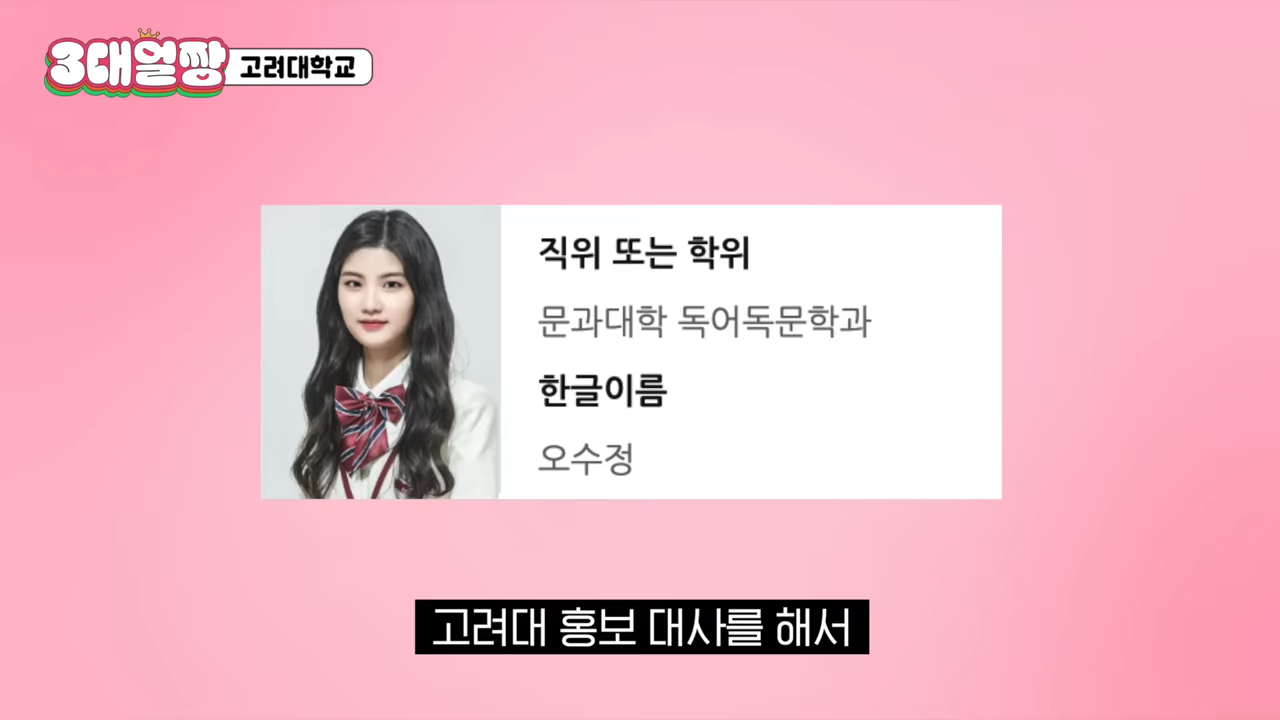 3대얼짱 고려대학교
직위 또는 학위
문과대학 독어독문학과
한글이름
오수정
고려대 홍보 대사를 해서